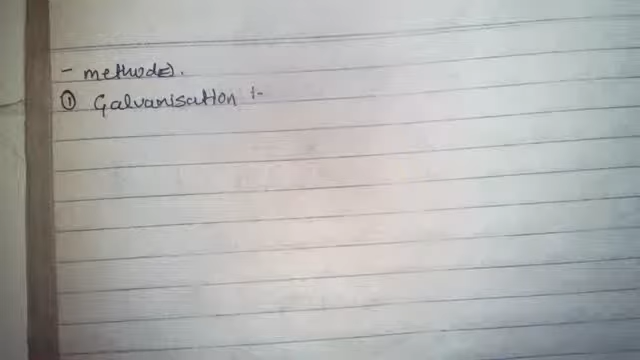 - methods.
① Galvanisation :-